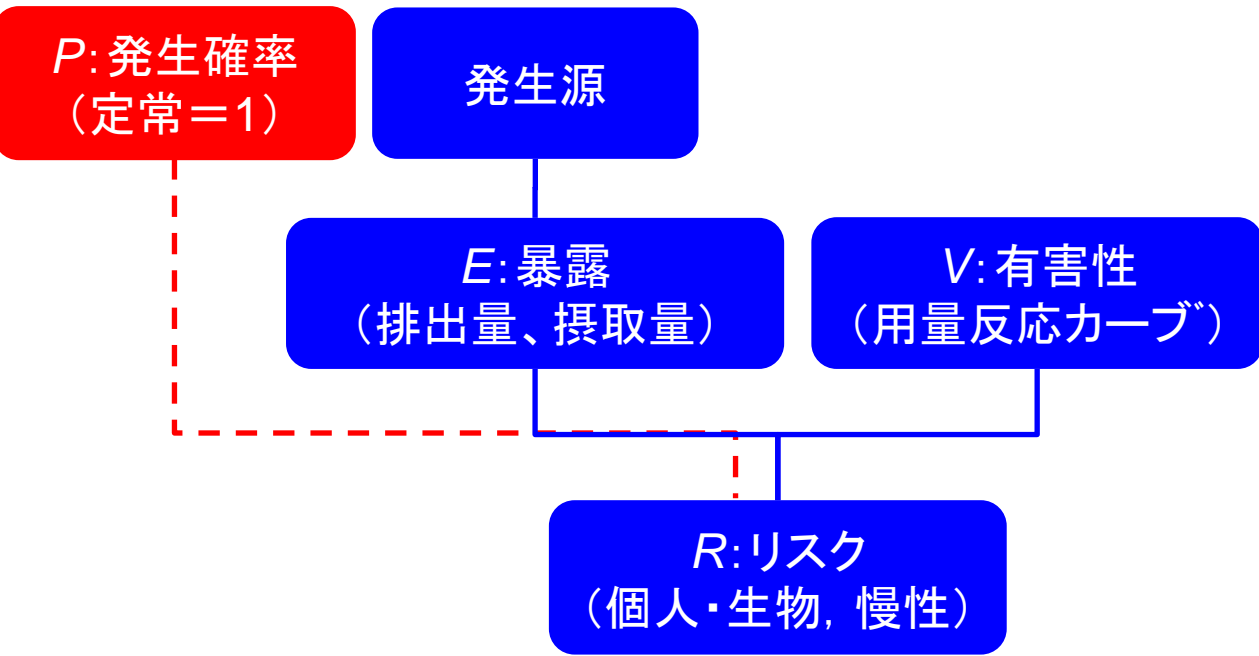 P:発生確率
（定常＝1）
発生源
E:暴露
（排出量、摂取量）
V:有害性
（用量反応カーブ）
R:リスク
（個人・生物, 慢性）